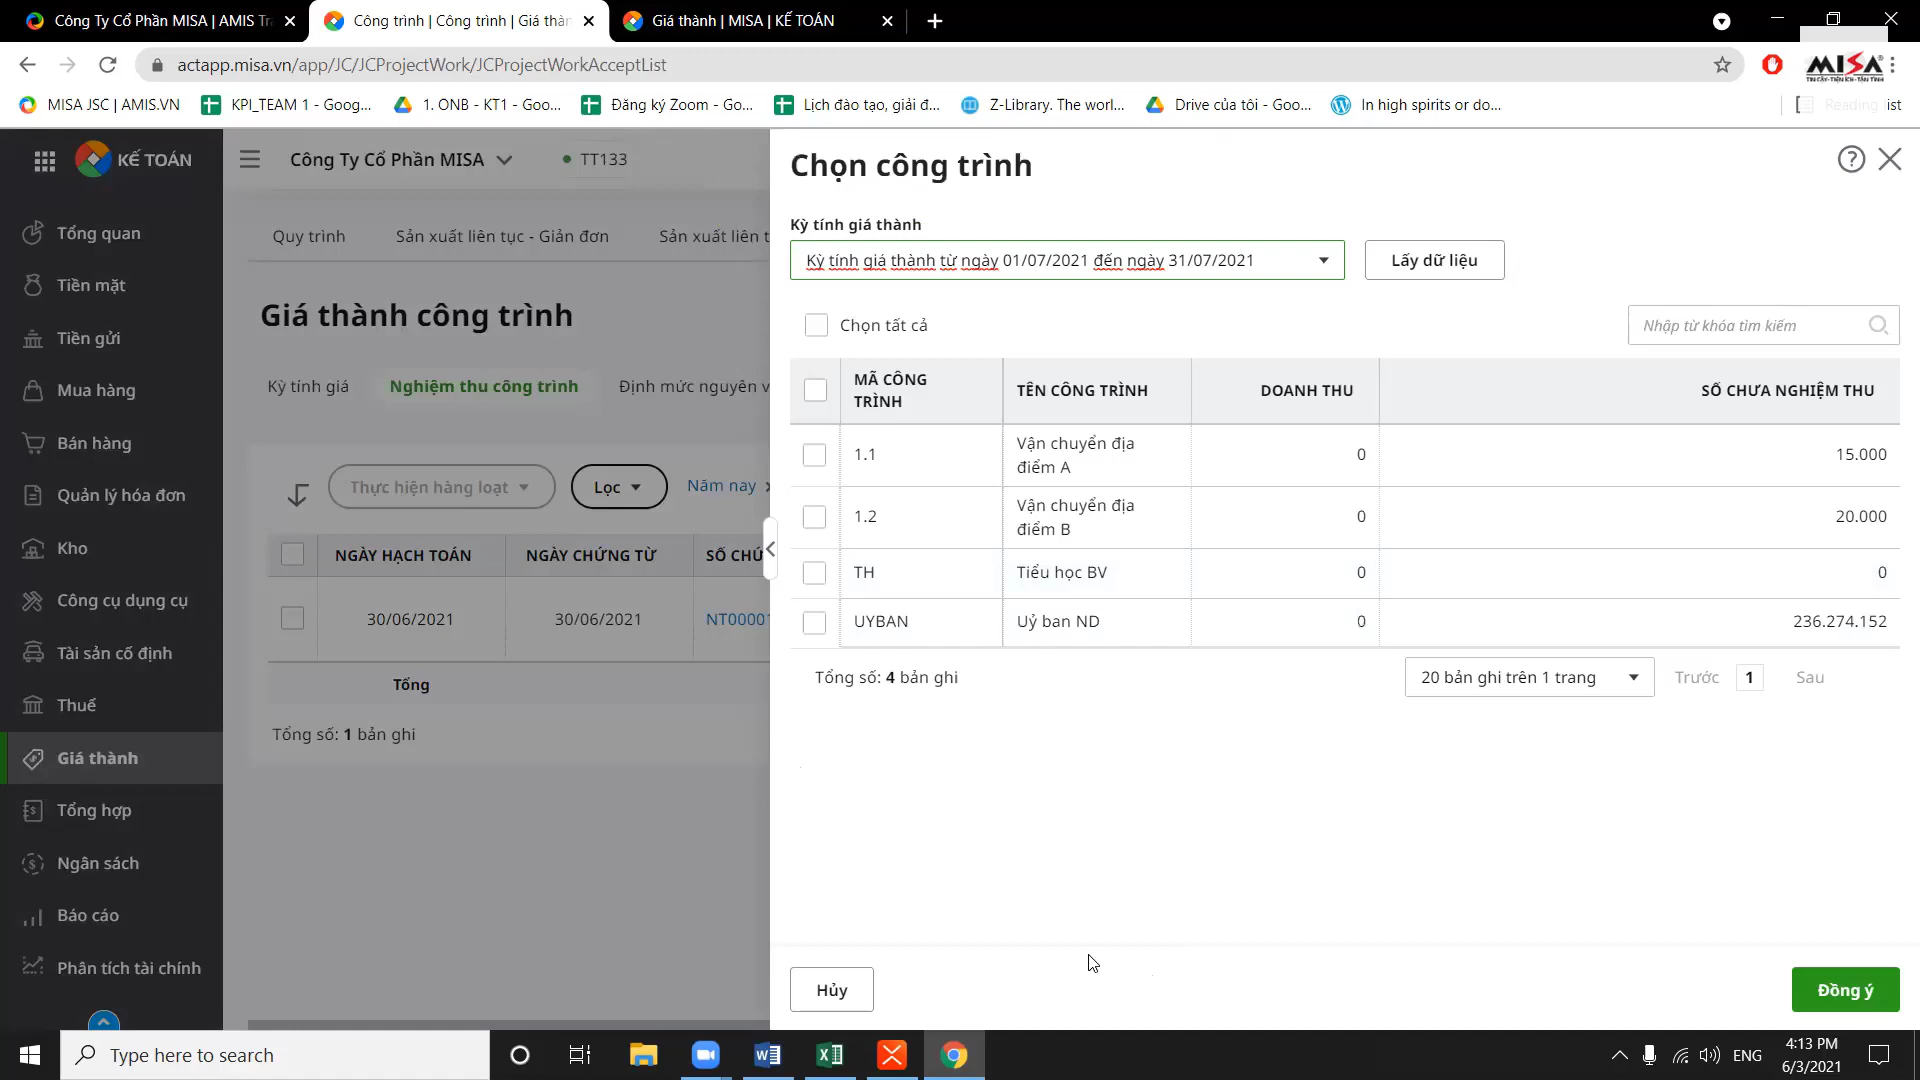 Công Ty Cổ Phần MISA | AMIS Tr
Công trình | Công trình | Giá thàn
Giá thành | MISA | KẾ TOÁN
actapp.misa.vn/app/JC/JCProjectWork/JCProjectWorkAcceptList
MISA
TIN CẬY-TIỆN ÍCH-TẬN TÌNH
MISA JSC | AMIS.VN
KPI_TEAM 1 - Goog...
1. ONB - KT1 - Goo...
Đăng ký Zoom - Go...
Lịch đào tạo, giải đ...
Z-Library. The worl...
Drive của tôi - Goo...
In high spirits or do...
Reading list
KẾ TOÁN
Công Ty Cổ Phần MISA
TT133
Tổng quan
Tiền mặt
Tiền gửi
Mua hàng
Bán hàng
Quản lý hóa đơn
Kho
Công cụ dụng cụ
Tài sản cố định
Thuế
Giá thành
Tổng hợp
Ngân sách
Báo cáo
Phân tích tài chính
Quy trình
Sản xuất liên tục - Giản đơn
Sản xuất liên t
Giá thành công trình
Kỳ tính giá
Nghiệm thu công trình
Định mức nguyên v
Thực hiện hàng loạt
Lọc
Năm nay
NGÀY HẠCH TOÁN NGÀY CHỨNG TỪ SỐ CHỨ
30/06/2021 30/06/2021 NT00001
Tổng
Tổng số: 1 bản ghi
Chọn công trình
Kỳ tính giá thành
Kỳ tính giá thành từ ngày 01/07/2021 đến ngày 31/07/2021
Lấy dữ liệu
Chọn tất cả
Nhập từ khóa tìm kiếm
MÃ CÔNG
TRÌNH
TÊN CÔNG TRÌNH
DOANH THU
SỐ CHƯA NGHIỆM THU
1.1
Vận chuyển địa
điểm A
0
15.000
1.2
Vận chuyển địa
điểm B
0
20.000
TH Tiểu học BV 0 0
UYBAN Uỷ ban ND 0 236.274.152
Tổng số: 4 bản ghi
20 bản ghi trên 1 trang
Trước 1 Sau
Hủy
Đồng ý
Type here to search
ENG
4:13 PM
6/3/2021